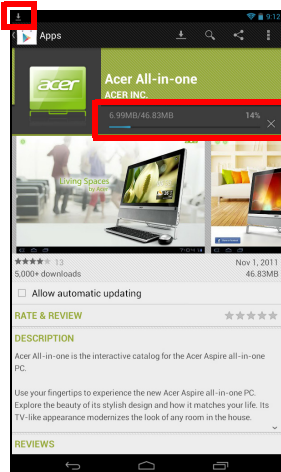 9:12
Apps
acer
Acer All-in-one
ACER INC.
6.99MB/46.83MB 14%
Living Spaces
by Acer
13
Nov 1, 2011
5,000+ downloads
46.83MB
Allow automatic updating
RATE & REVIEW
DESCRIPTION
Acer All-in-one is the interactive catalog for the Acer Aspire all-in-one
PC.
Use your fingertips to experience the new Acer Aspire all-in-one PC.
Explore the beauty of its stylish design and how it matches your life. Its
TV-like appearance modernizes the look of any room in the house.
REVIEWS